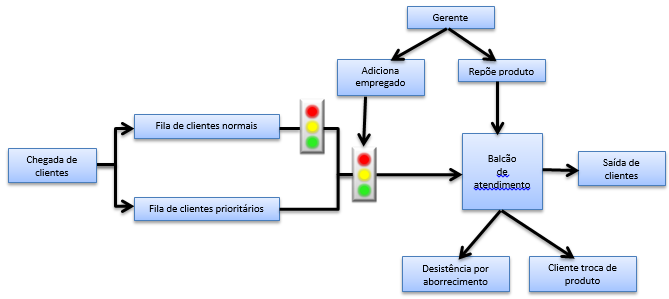 Gerente
Adiciona
empregado
Repõe produto
Fila de clientes normais
Chegada de
clientes
Balcão
de
atendimento
Saída de
clientes
Fila de clientes prioritários
Desistência por
aborrecimento
Cliente troca de
produto